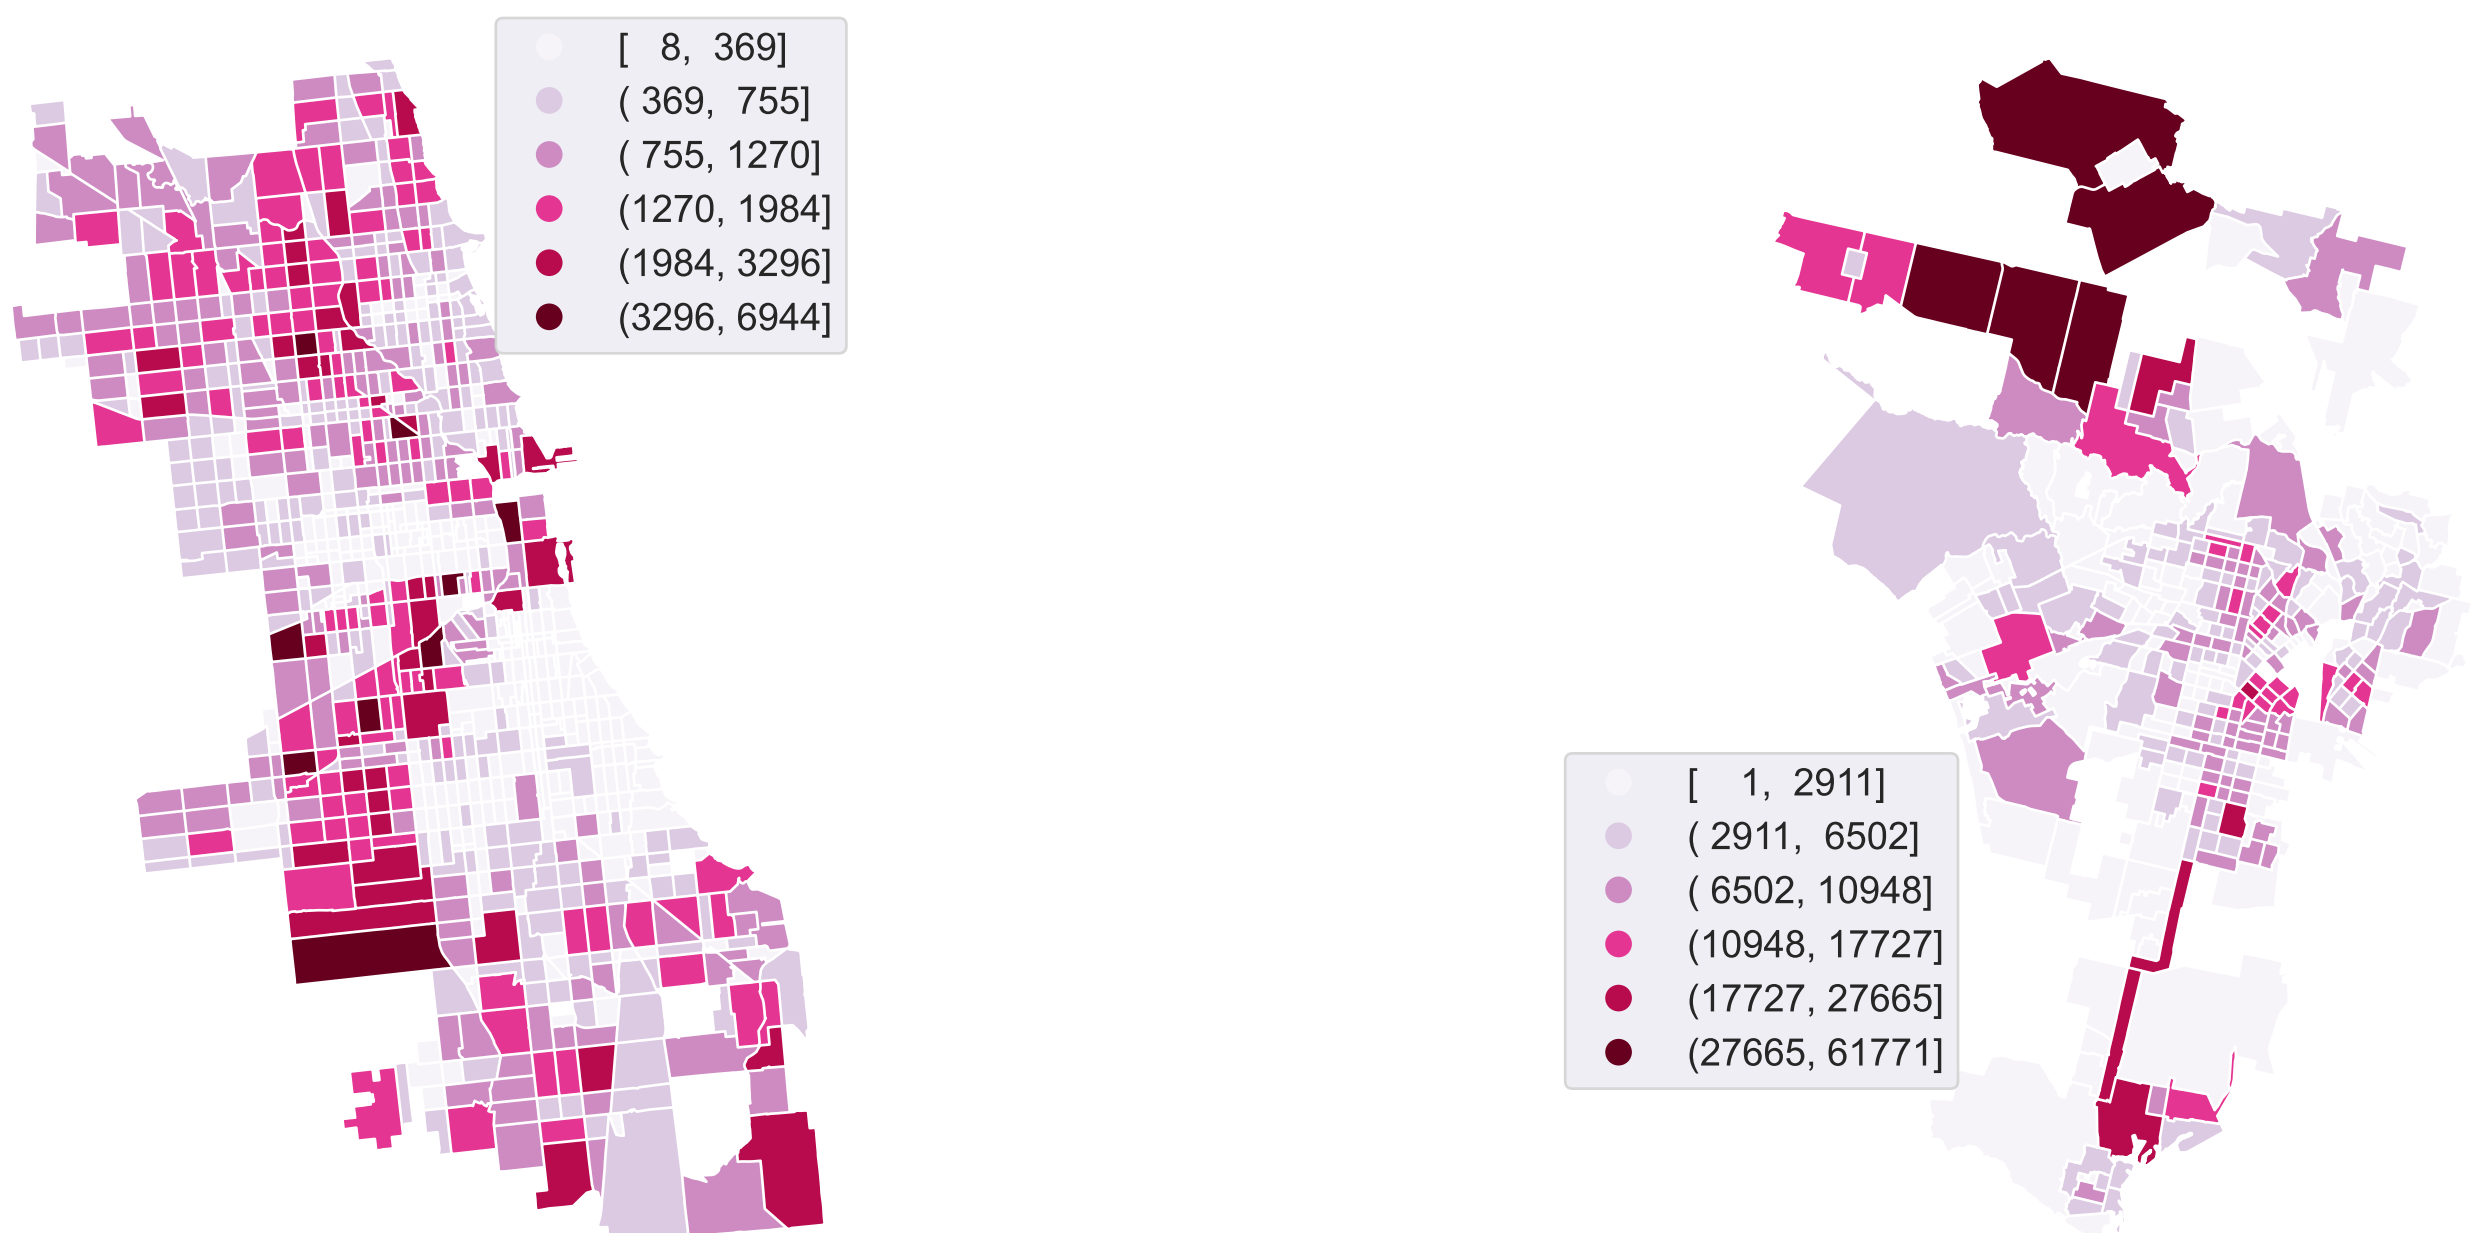 [   8,  369]
( 369,  755]
( 755, 1270]
(1270, 1984]
(1984, 3296]
(3296, 6944]
[    1,  2911]
( 2911,  6502]
( 6502, 10948]
(10948, 17727]
(17727, 27665]
(27665, 61771]